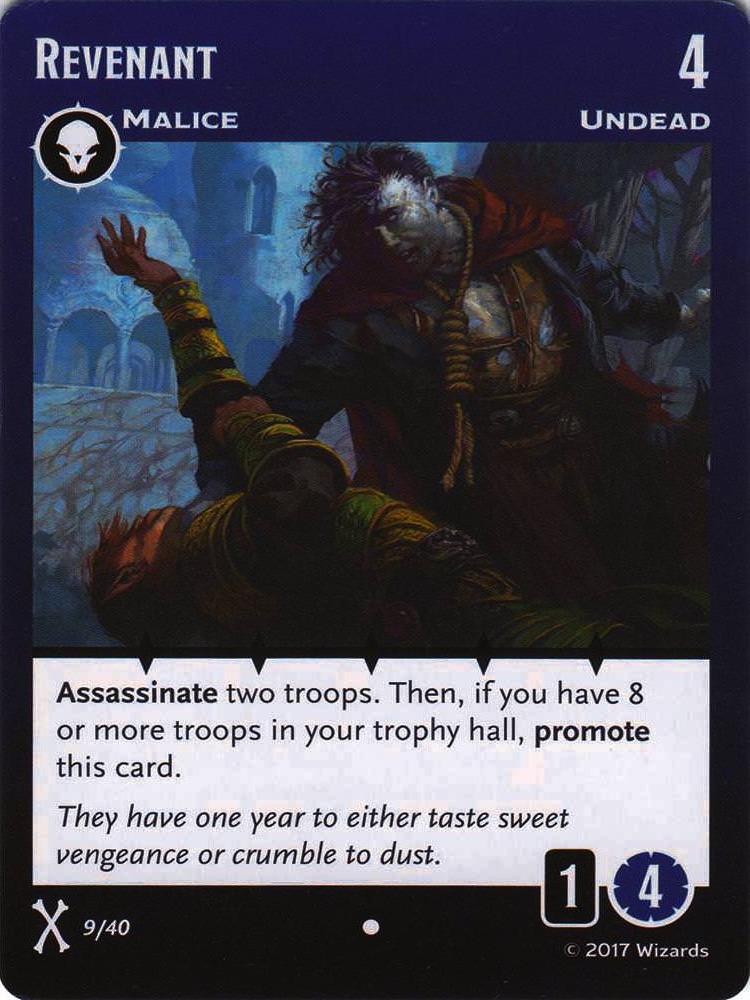 REVENANT 4
MALICE UNDEAD
Assassinate two troops. Then, if you have 8
or more troops in your trophy hall, promote
this card.
They have one year to either taste sweet
vengeance or crumble to dust.
1 4
9/40
© 2017 Wizards